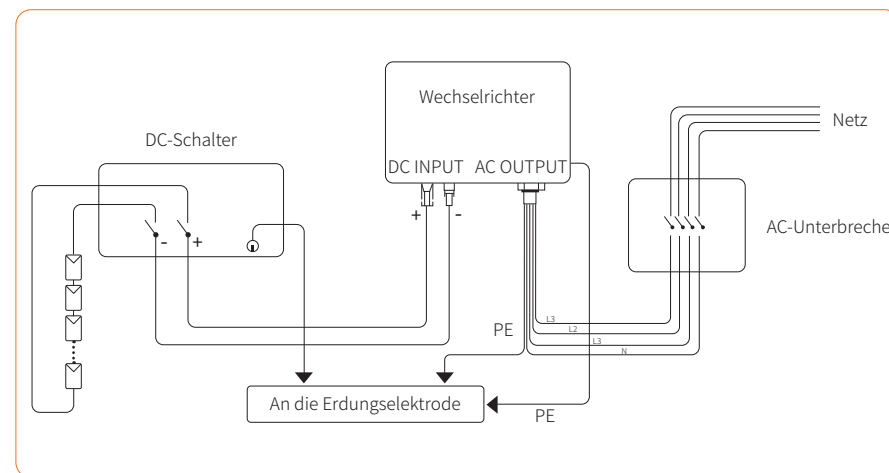 Wechselrichter
Netz
DC-Schalter
DC INPUT AC OUTPUT
+ -
AC-Unterbreche
- +
L3
PE
L2
L3
N
An die Erdungselektrode
PE